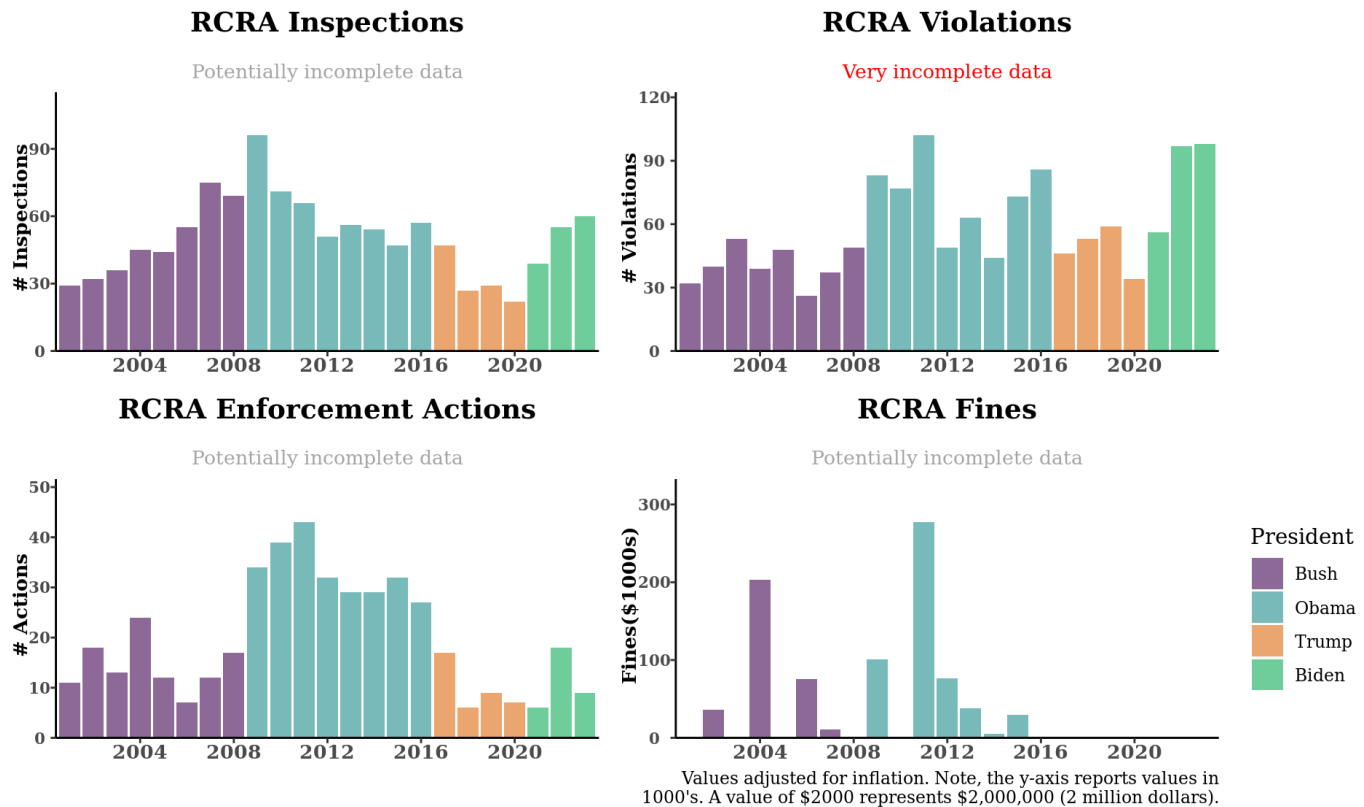 RCRA Inspections
Potentially incomplete data
# Inspections
90
60
30
0
2004
2008
2012
2016
2020
RCRA Violations
Very incomplete data
# Violations
120
90
60
30
0
2004
2008
2012
2016
2020
RCRA Enforcement Actions
Potentially incomplete data
# Actions
50
40
30
20
10
0
2004
2008
2012
2016
2020
RCRA Fines
Potentially incomplete data
Fines($1000s)
300
200
100
0
2004
2008
2012
2016
2020
President
Bush
Obama
Trump
Biden
Values adjusted for inflation. Note, the y-axis reports values in
1000's. A value of $2000 represents $2,000,000 (2 million dollars).